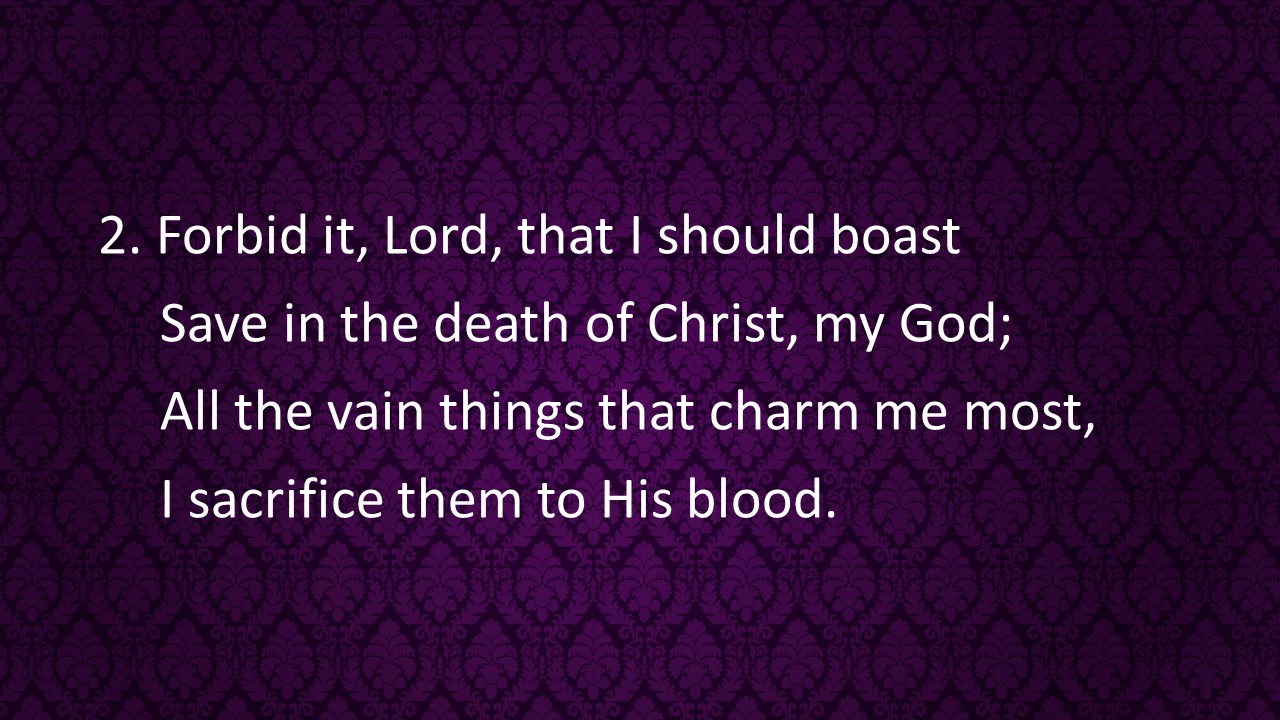 2. Forbid it, Lord, that I should boast
Save in the death of Christ, my God;
All the vain things that charm me most,
I sacrifice them to His blood.